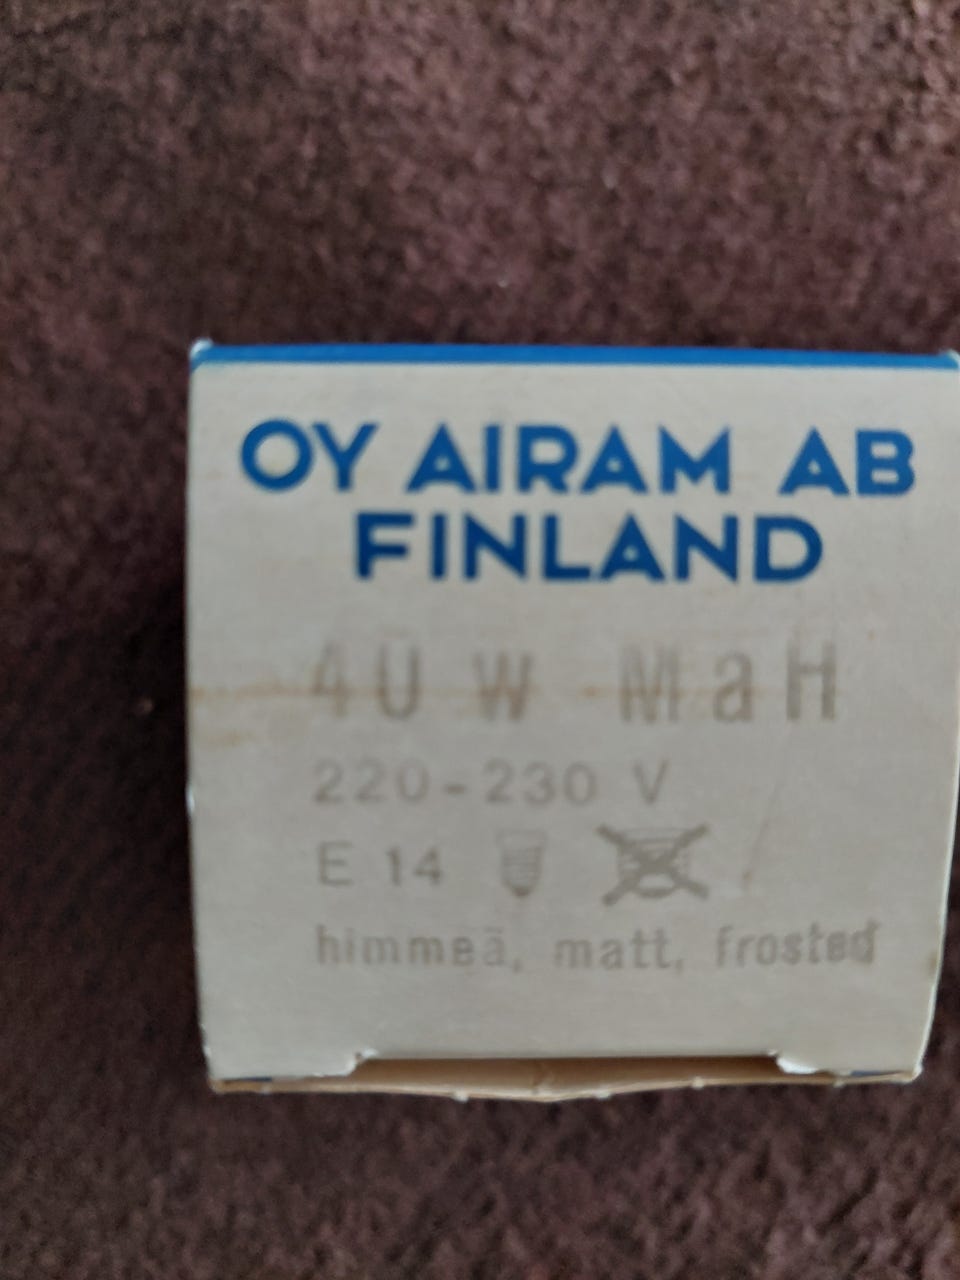 OY AIRAM AB
FINLAND
40 W MaH
220-230 V
E 14
himmeä, matt, frosted